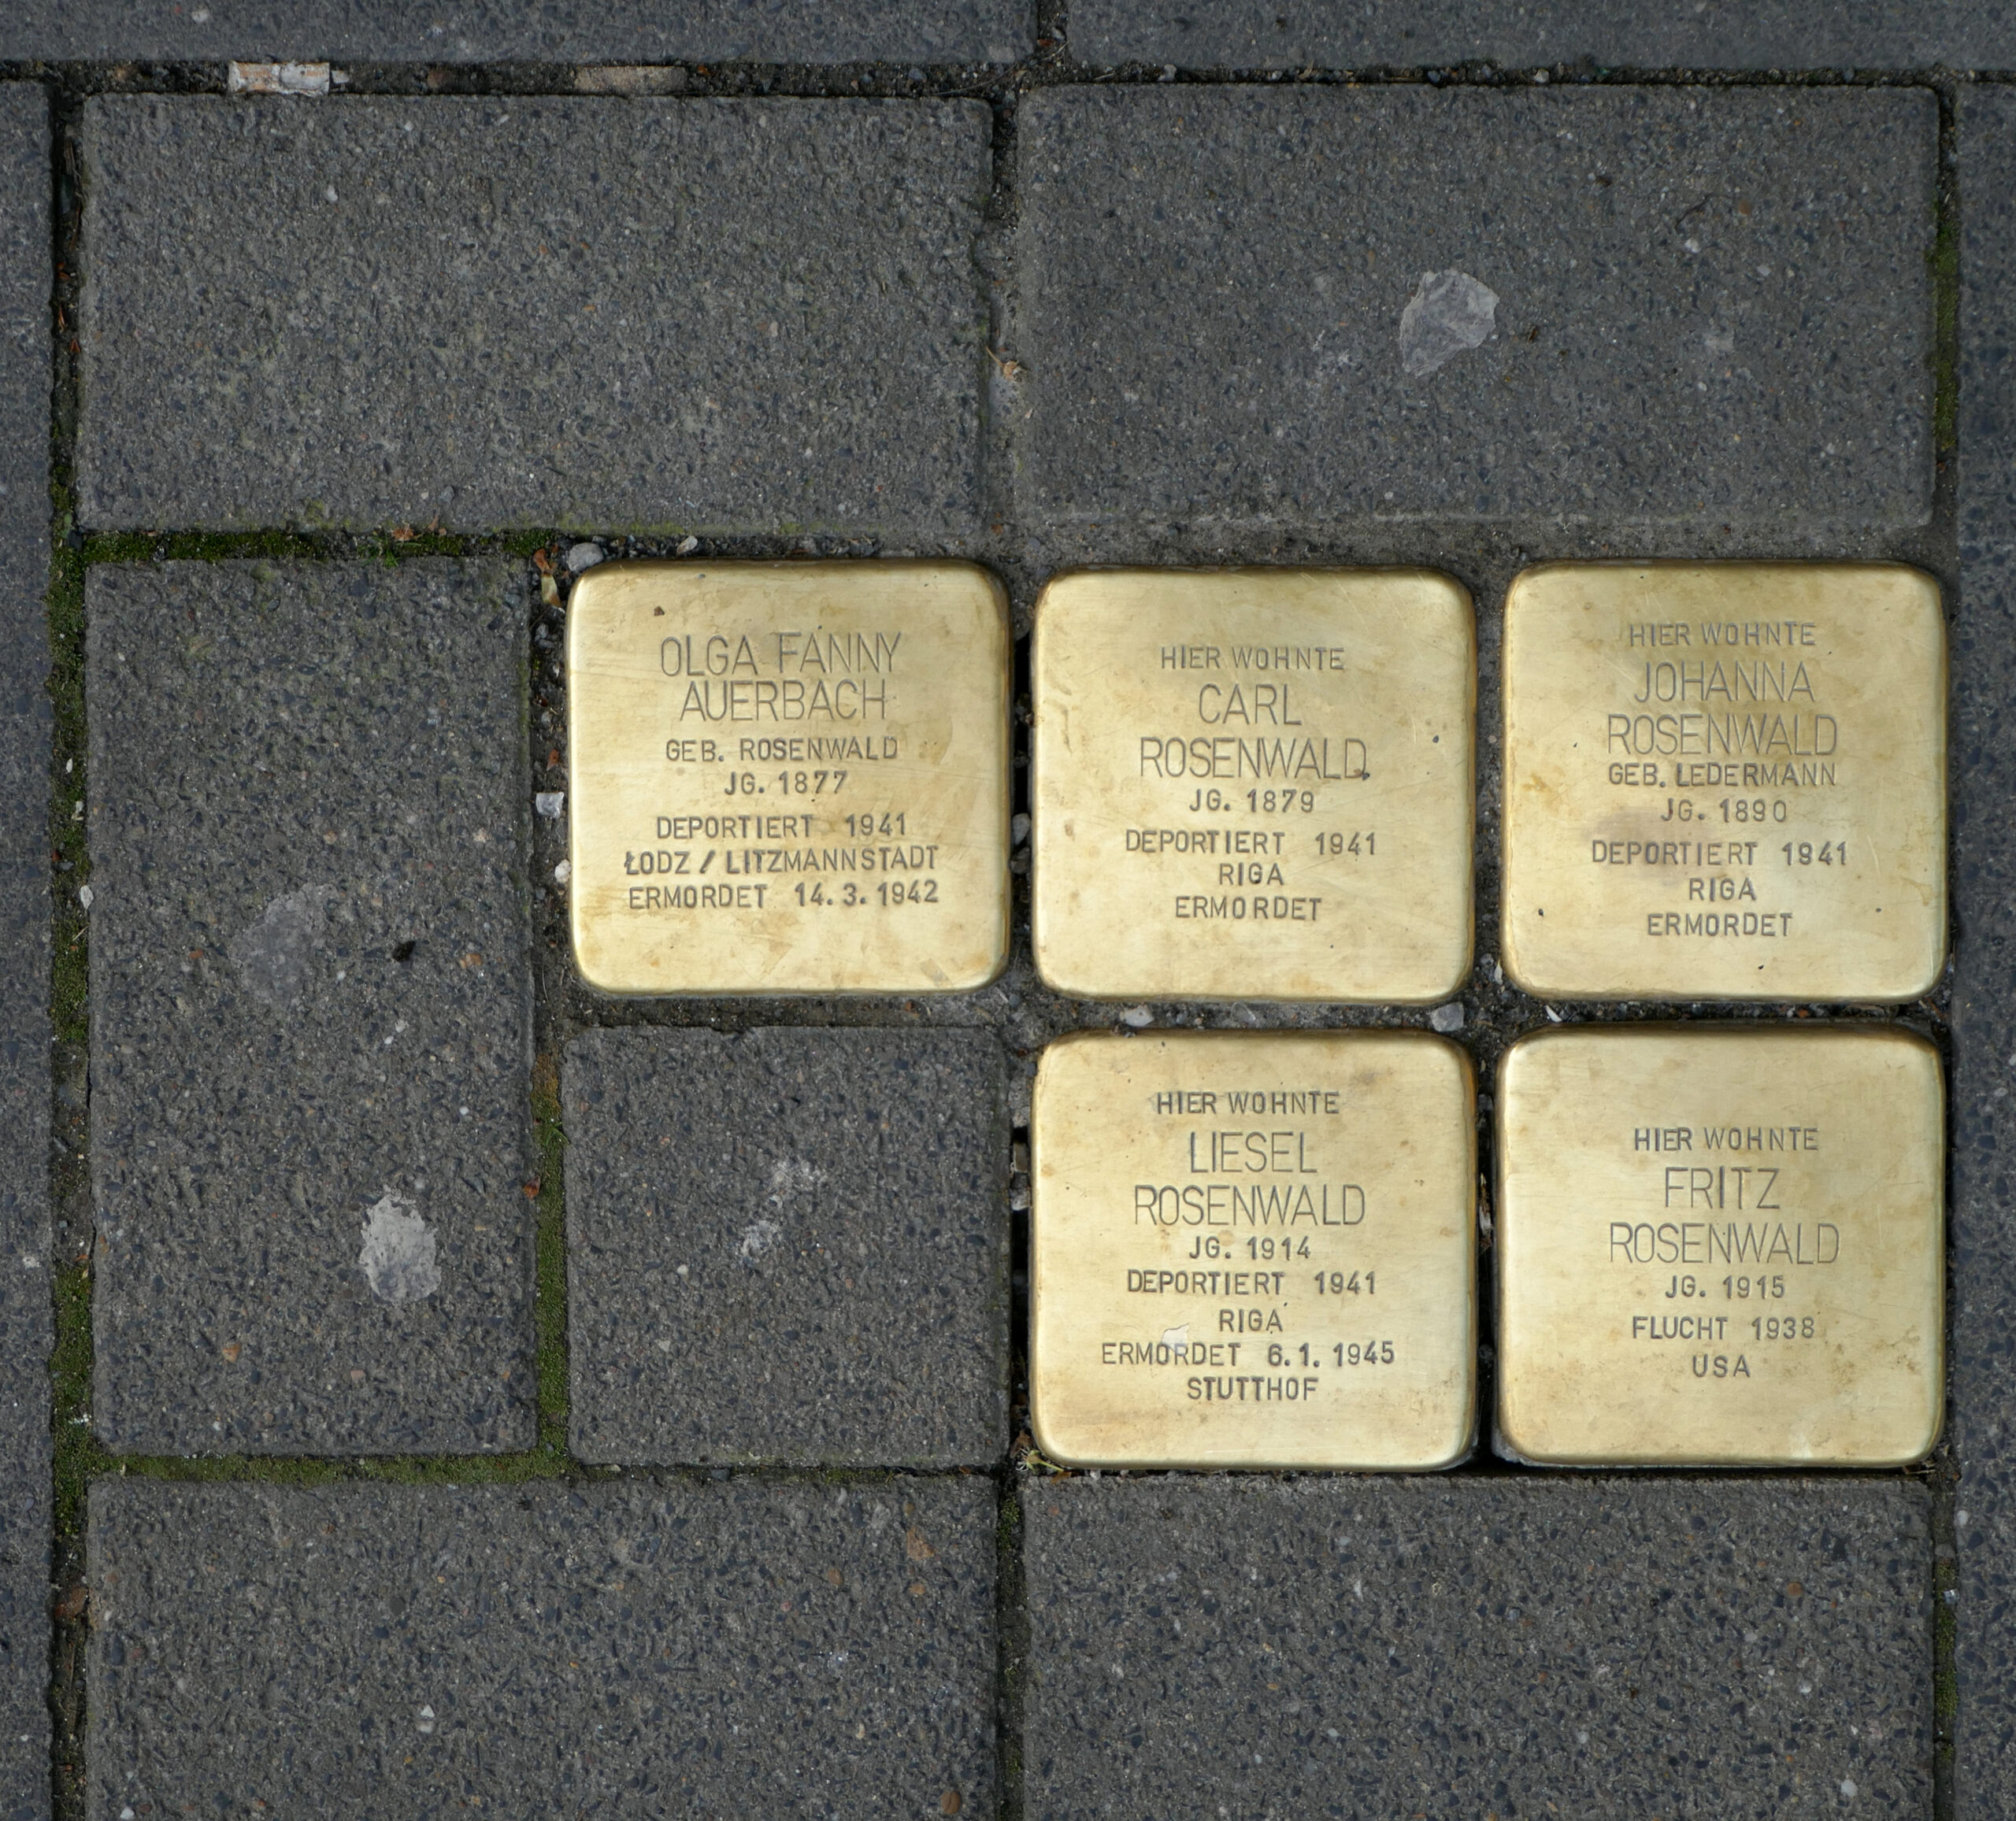 OLGA FANNY
AUERBACH
GEB. ROSENWALD
JG. 1877
DEPORTIERT 1941
ŁODZ / LITZMANNSTADT
ERMORDET 14.3.1942
HIER WOHNTE
CARL
ROSENWALD
JG. 1879
DEPORTIERT 1941
RIGA
ERMORDET
HIER WOHNTE
JOHANNA
ROSENWALD
GEB. LEDERMANN
JG. 1890
DEPORTIERT 1941
RIGA
ERMORDET
HIER WOHNTE
LIESEL
ROSENWALD
JG. 1914
DEPORTIERT 1941
RIGA
ERMORDET 6.1.1945
STUTTHOF
HIER WOHNTE
FRITZ
ROSENWALD
JG. 1915
FLUCHT 1938
USA